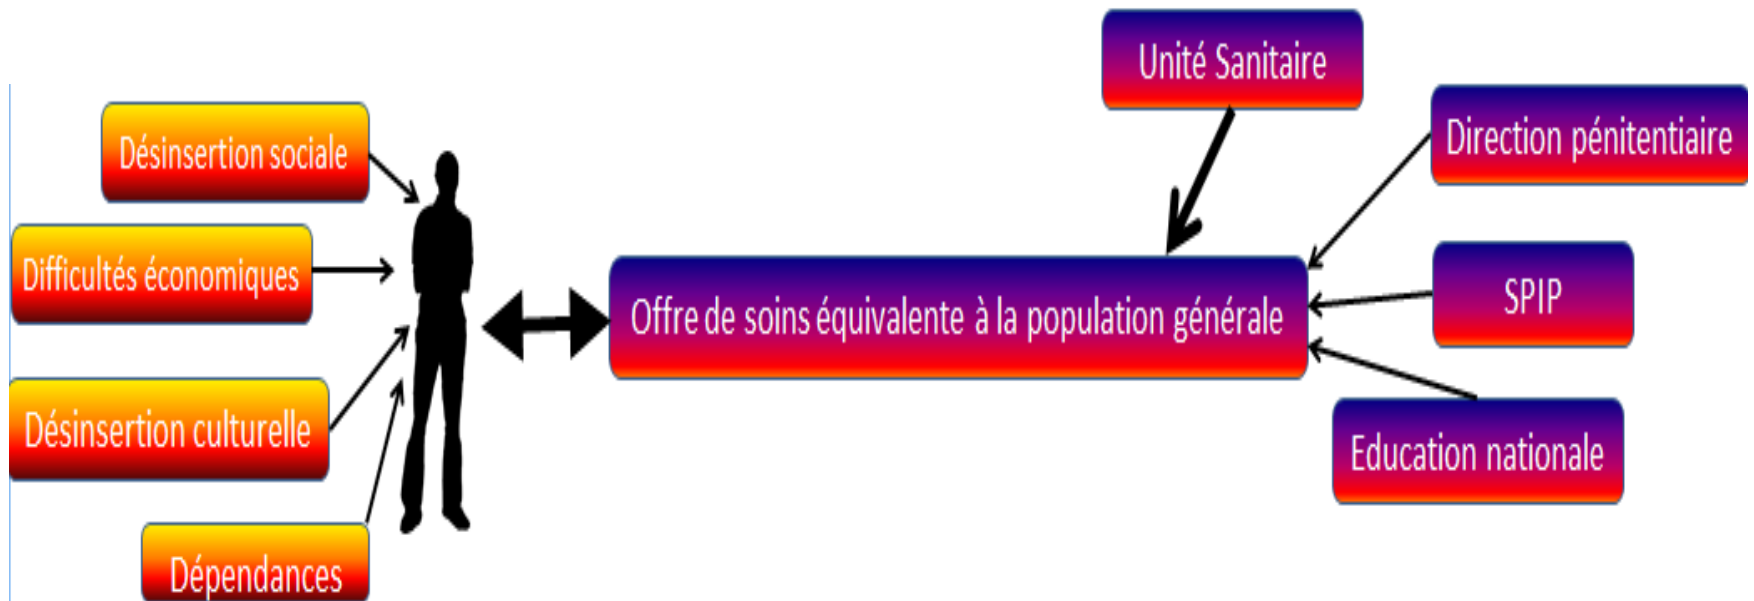 Unité Sanitaire
Direction pénitentiaire
Désinsertion sociale
Difficultés économiques
Offre de soins équivalente à la population générale
SPIP
Désinsertion culturelle
Education nationale
Dépendances